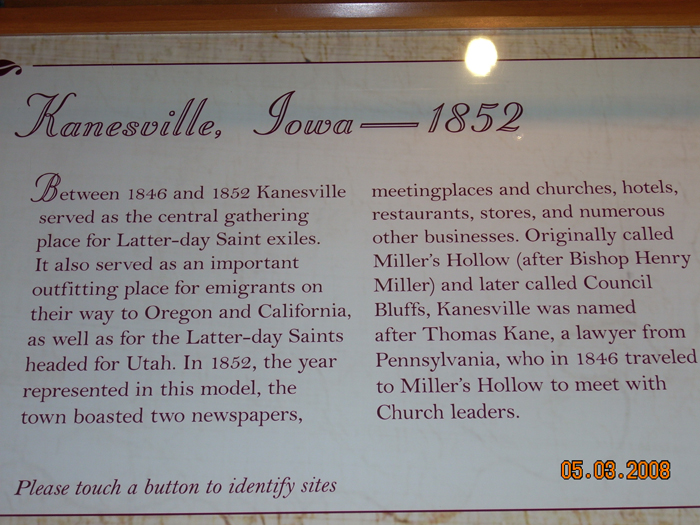 Kanesville, Iowa—1852
Between 1846 and 1852 Kanesville
served as the central gathering
place for Latter-day Saint exiles.
It also served as an important
outfitting place for emigrants on
their way to Oregon and California,
as well as for the Latter-day Saints
headed for Utah. In 1852, the year
represented in this model, the
town boasted two newspapers,
meetingplaces and churches, hotels,
restaurants, stores, and numerous
other businesses. Originally called
Miller's Hollow (after Bishop Henry
Miller) and later called Council
Bluffs, Kanesville was named
after Thomas Kane, a lawyer from
Pennsylvania, who in 1846 traveled
to Miller's Hollow to meet with
Church leaders.
Please touch a button to identify sites
05.03.2008